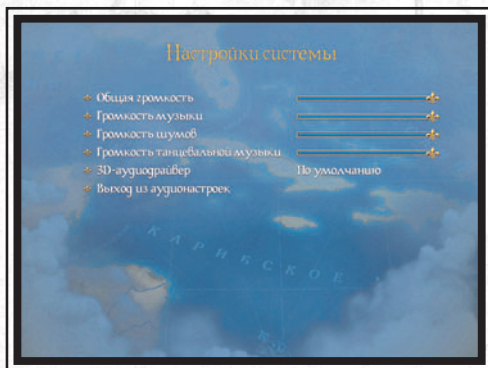 Настройки системы
Общая громкость
Громкость музыки
Громкость шумов
Громкость танцевальной музыки
3D-аудиодрайвер По умолчанию
Выход из аудионастроек
КАРИБСКОЕ